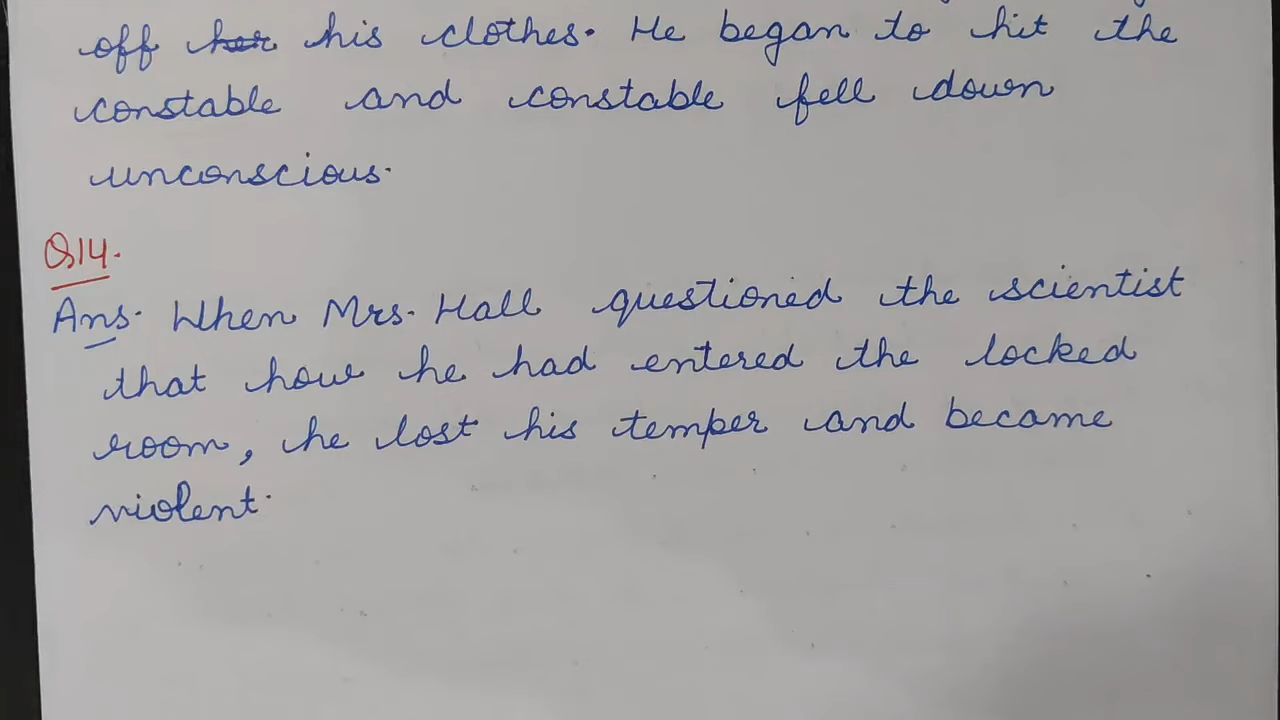 off her his clothes. He began to hit the
constable and constable fell down
unconscious.
Q14.
Ans. When Mrs. Hall questioned the scientist
that how he had entered the locked
room, he lost his temper and became
violent.